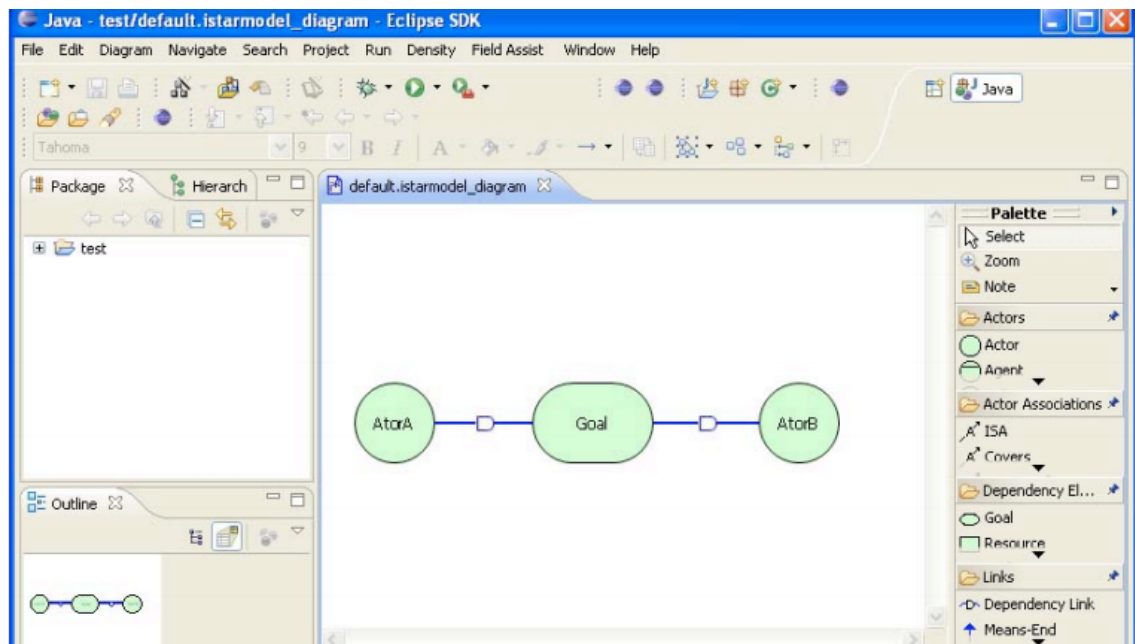 Java - test/default.istarmodel_diagram - Eclipse SDK
File Edit Diagram Navigate Search Project Run Density Field Assist Window Help
Java
Tahoma 9 B I A
Package Hierarch default.istarmodel_diagram
test
Palette
Select
Zoom
Note
Actors
Actor
Agent
Actor Associations
ISA
Covers
Dependency El...
Goal
Resource
Links
Dependency Link
Means-End
AtorA Goal AtorB
Outline